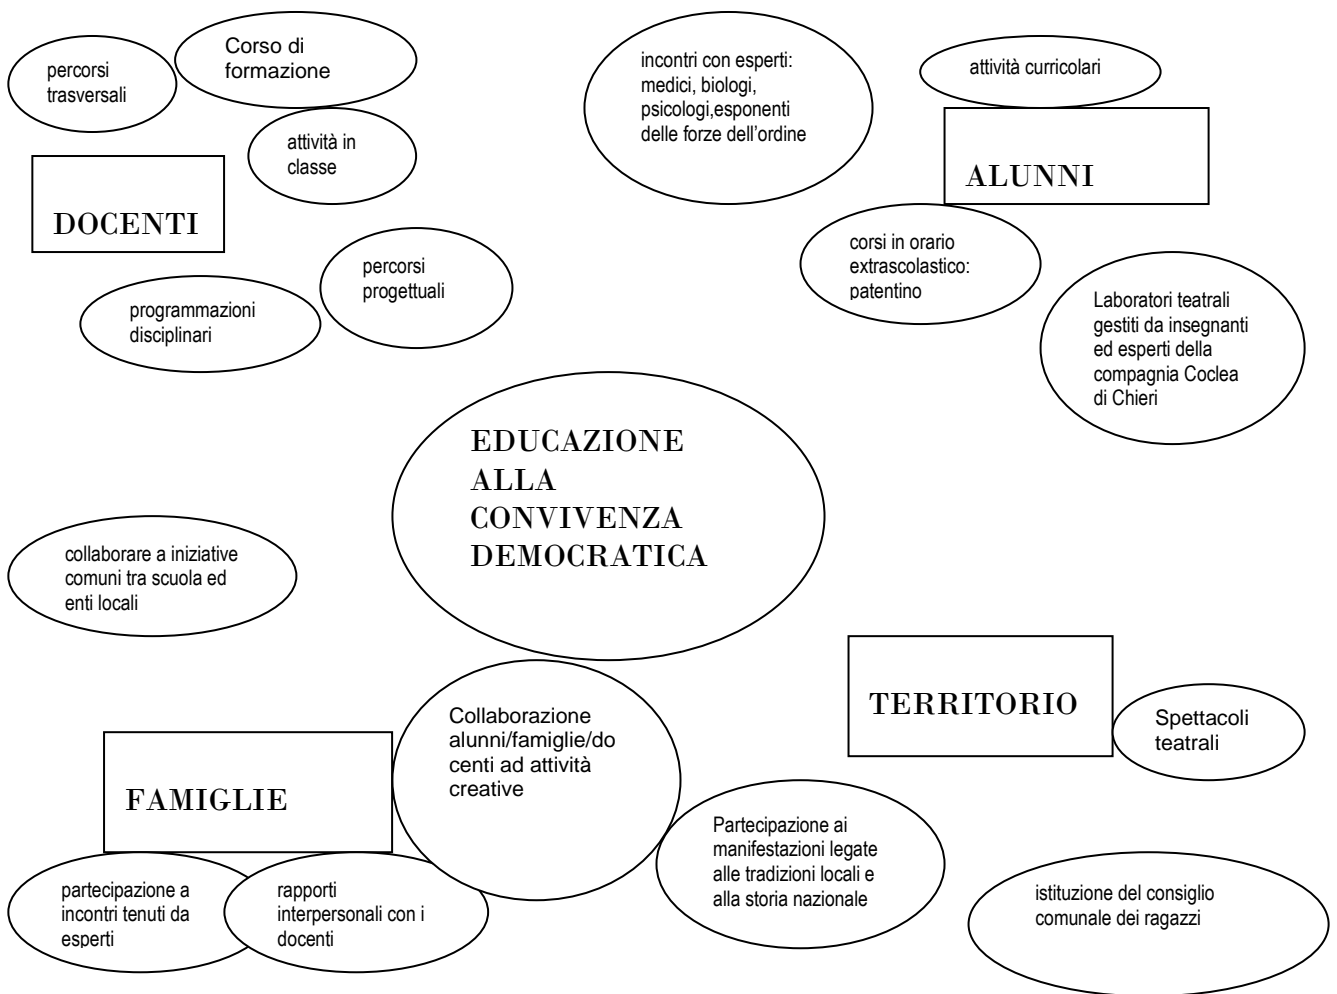 percorsi
trasversali
Corso di
formazione
attività in
classe
DOCENTI
percorsi
progettuali
programmazioni
disciplinari
incontri con esperti:
medici, biologi,
psicologi,esponenti
delle forze dell’ordine
attività curricolari
ALUNNI
corsi in orario
extrascolastico:
patentino
Laboratori teatrali
gestiti da insegnanti
ed esperti della
compagnia Coclea
di Chieri
EDUCAZIONE
ALLA
CONVIVENZA
DEMOCRATICA
collaborare a iniziative
comuni tra scuola ed
enti locali
TERRITORIO
Spettacoli
teatrali
Collaborazione
alunni/famiglie/do
centi ad attività
creative
FAMIGLIE
Partecipazione ai
manifestazioni legate
alle tradizioni locali e
alla storia nazionale
partecipazione a
incontri tenuti da
esperti
rapporti
interpersonali con i
docenti
istituzione del consiglio
comunale dei ragazzi